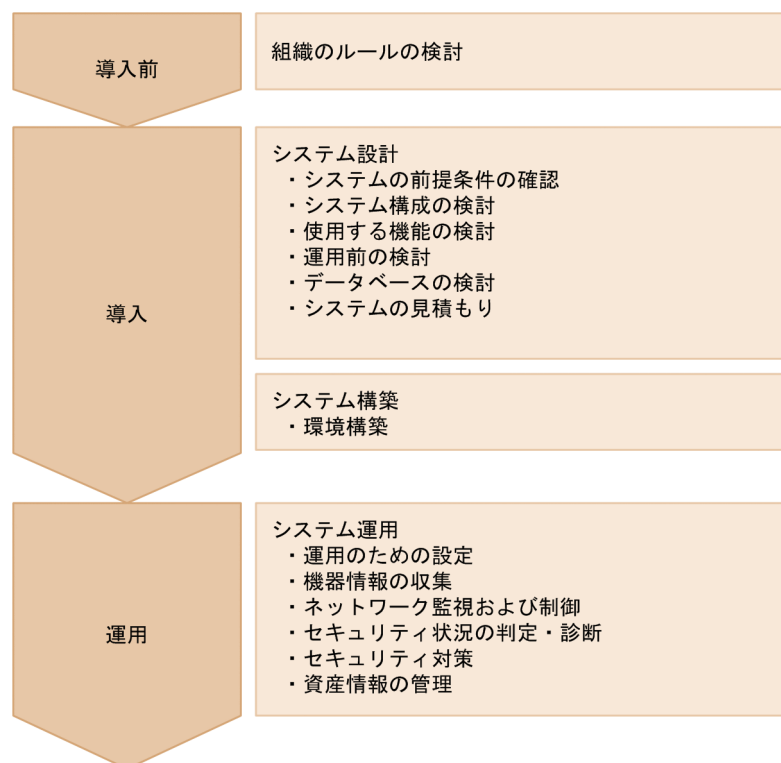 導入前
組織のルールの検討
導入
システム設計
・システムの前提条件の確認
・システム構成の検討
・使用する機能の検討
・運用前の検討
・データベースの検討
・システムの見積もり
システム構築
・環境構築
運用
システム運用
・運用のための設定
・機器情報の収集
・ネットワーク監視および制御
・セキュリティ状況の判定・診断
・セキュリティ対策
・資産情報の管理